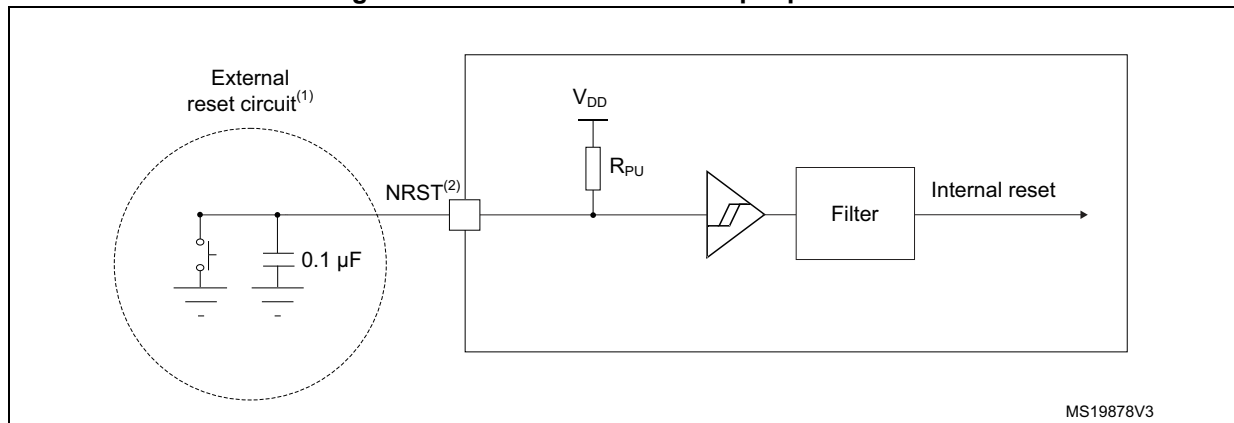 External
reset circuit(1)
VDD
RPU
NRST(2)
Filter
Internal reset
0.1 µF
MS19878V3